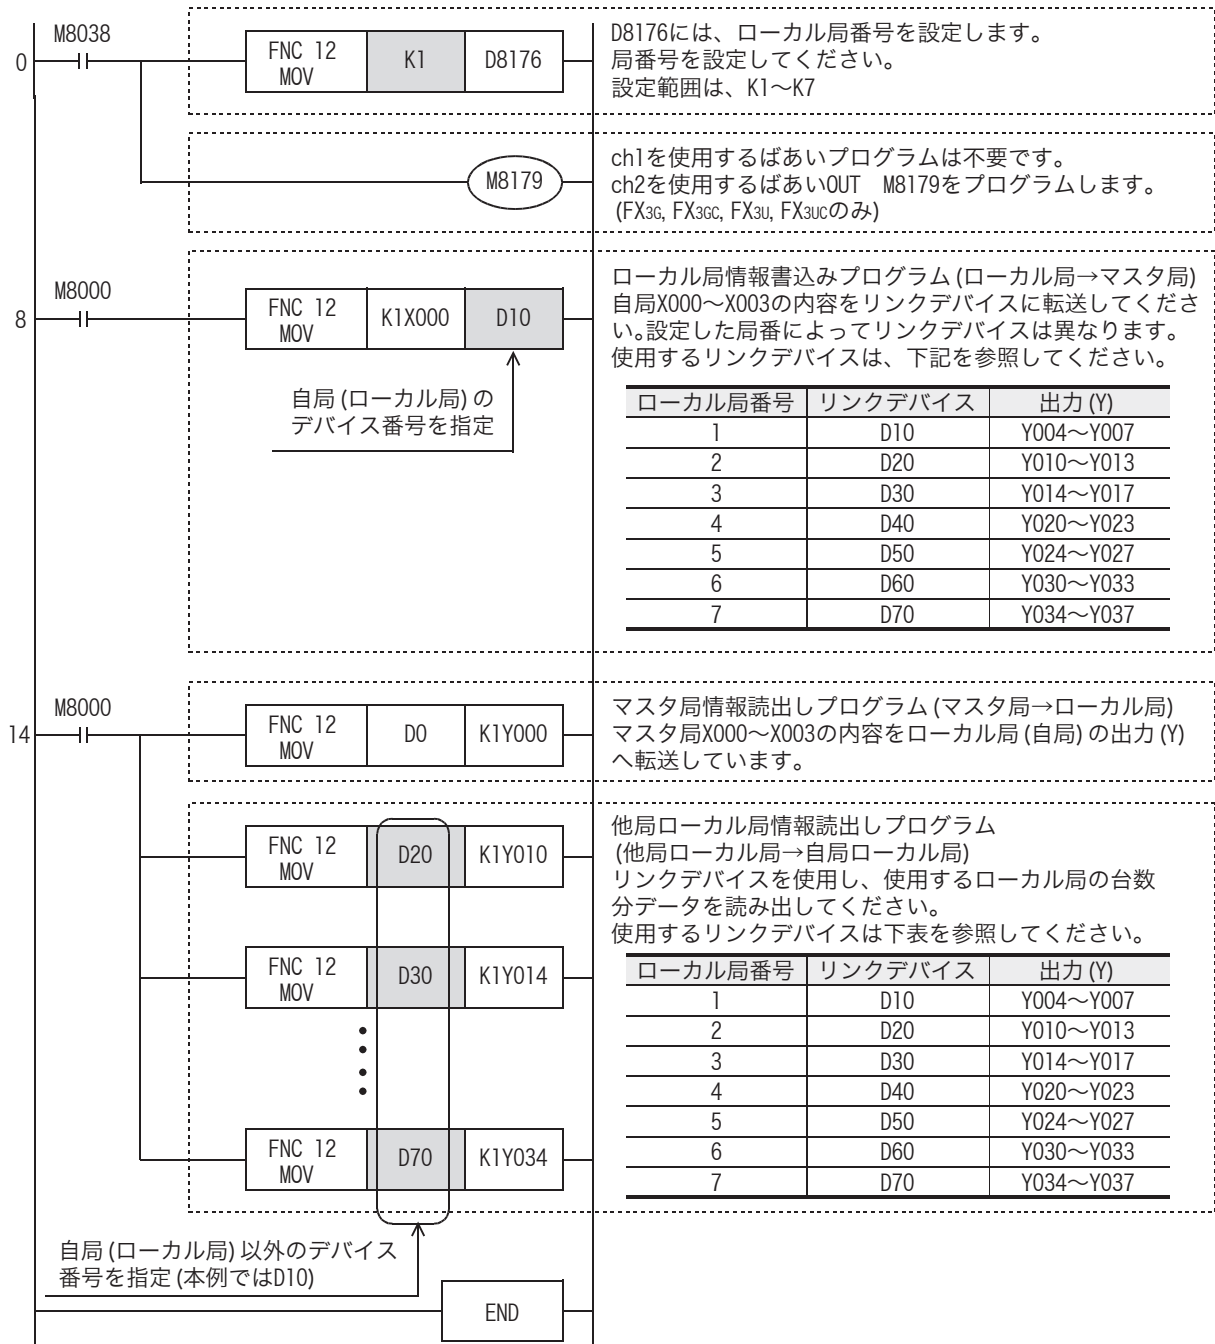 M8038
0
FNC 12
MOV
K1
D8176
D8176には、ローカル局番号を設定します。
局番号を設定してください。
設定範囲は、K1～K7
M8179
ch1を使用するばあいプログラムは不要です。
ch2を使用するばあいOUT M8179をプログラムします。
(FX3G, FX3GC, FX3U, FX3UCのみ)
M8000
8
FNC 12
MOV
K1X000
D10
自局(ローカル局)の
デバイス番号を指定
ローカル局情報書込みプログラム(ローカル局→マスタ局)
自局X000～X003の内容をリンクデバイスに転送してくださ
い。設定した局番によってリンクデバイスは異なります。
使用するリンクデバイスは、下記を参照してください。
ローカル局番号 リンクデバイス 出力(Y)
1 D10 Y004～Y007
2 D20 Y010～Y013
3 D30 Y014～Y017
4 D40 Y020～Y023
5 D50 Y024～Y027
6 D60 Y030～Y033
7 D70 Y034～Y037
M8000
14
FNC 12
MOV
D0
K1Y000
マスタ局情報読出しプログラム(マスタ局→ローカル局)
マスタ局X000～X003の内容をローカル局(自局)の出力(Y)
へ転送しています。
FNC 12
MOV
D20
K1Y010
FNC 12
MOV
D30
K1Y014
FNC 12
MOV
D70
K1Y034
他局ローカル局情報読出しプログラム
(他局ローカル局→自局ローカル局)
リンクデバイスを使用し、使用するローカル局の台数
分データを読み出してください。
使用するリンクデバイスは下表を参照してください。
ローカル局番号 リンクデバイス 出力(Y)
1 D10 Y004～Y007
2 D20 Y010～Y013
3 D30 Y014～Y017
4 D40 Y020～Y023
5 D50 Y024～Y027
6 D60 Y030～Y033
7 D70 Y034～Y037
自局(ローカル局)以外のデバイス
番号を指定(本例ではD10)
END